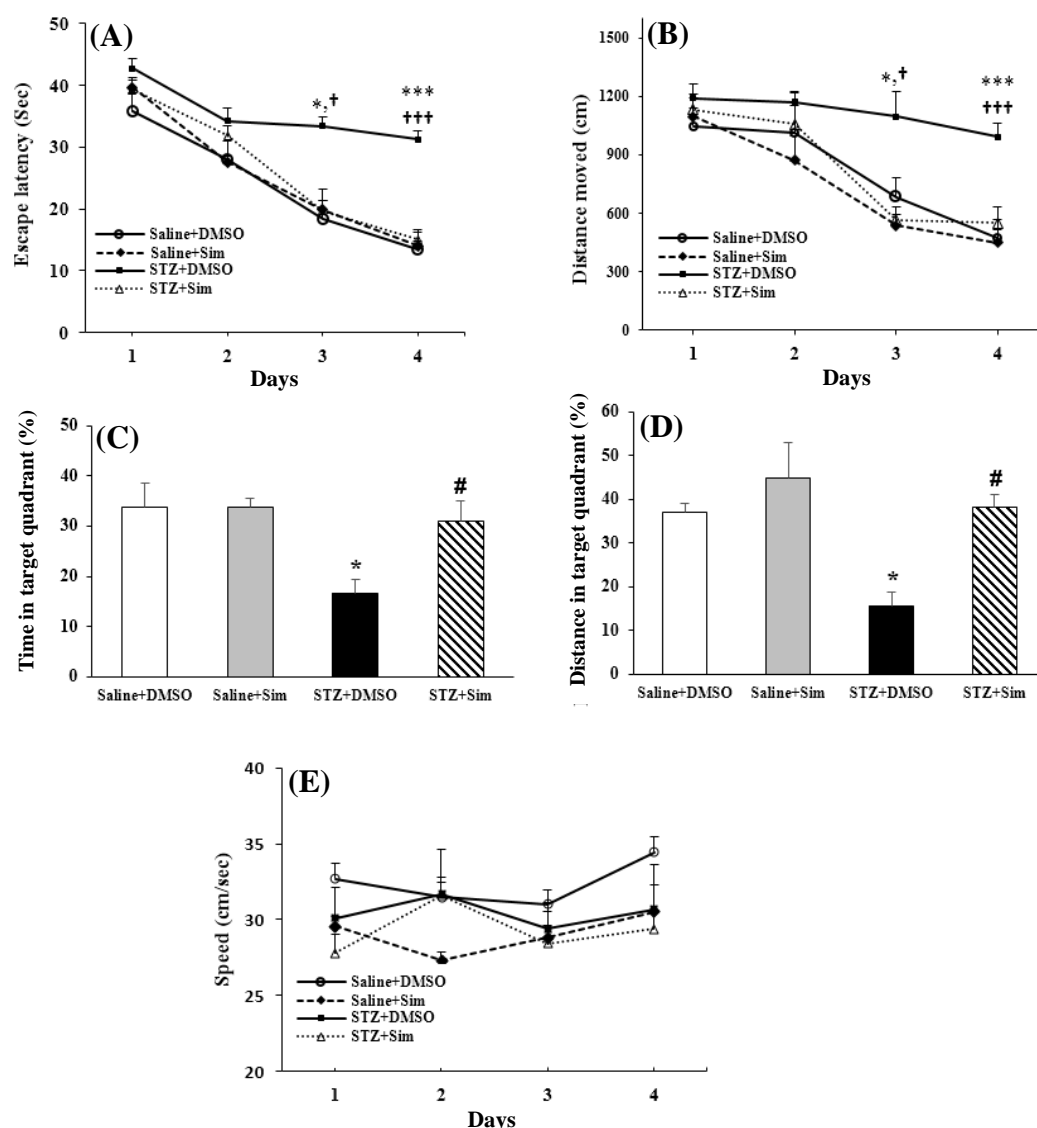 (A)
Escape latency (Sec)
50
40
30
20
10
0
*,†
***
†††
Saline+DMSO
Saline+Sim
STZ+DMSO
STZ+Sim
1 2 3 4
Days
(B)
Distance moved (cm)
1500
1200
900
600
300
0
*,†
***
†††
Saline+DMSO
Saline+Sim
STZ+DMSO
STZ+Sim
1 2 3 4
Days
(C)
Time in target quadrant (%)
50
40
30
20
10
0
*
#
Saline+DMSO Saline+Sim STZ+DMSO STZ+Sim
(D)
Distance in target quadrant (%)
60
50
40
30
20
10
0
*
#
Saline+DMSO Saline+Sim STZ+DMSO STZ+Sim
(E)
Speed (cm/sec)
40
35
30
25
20
Saline+DMSO
Saline+Sim
STZ+DMSO
STZ+Sim
1 2 3 4
Days